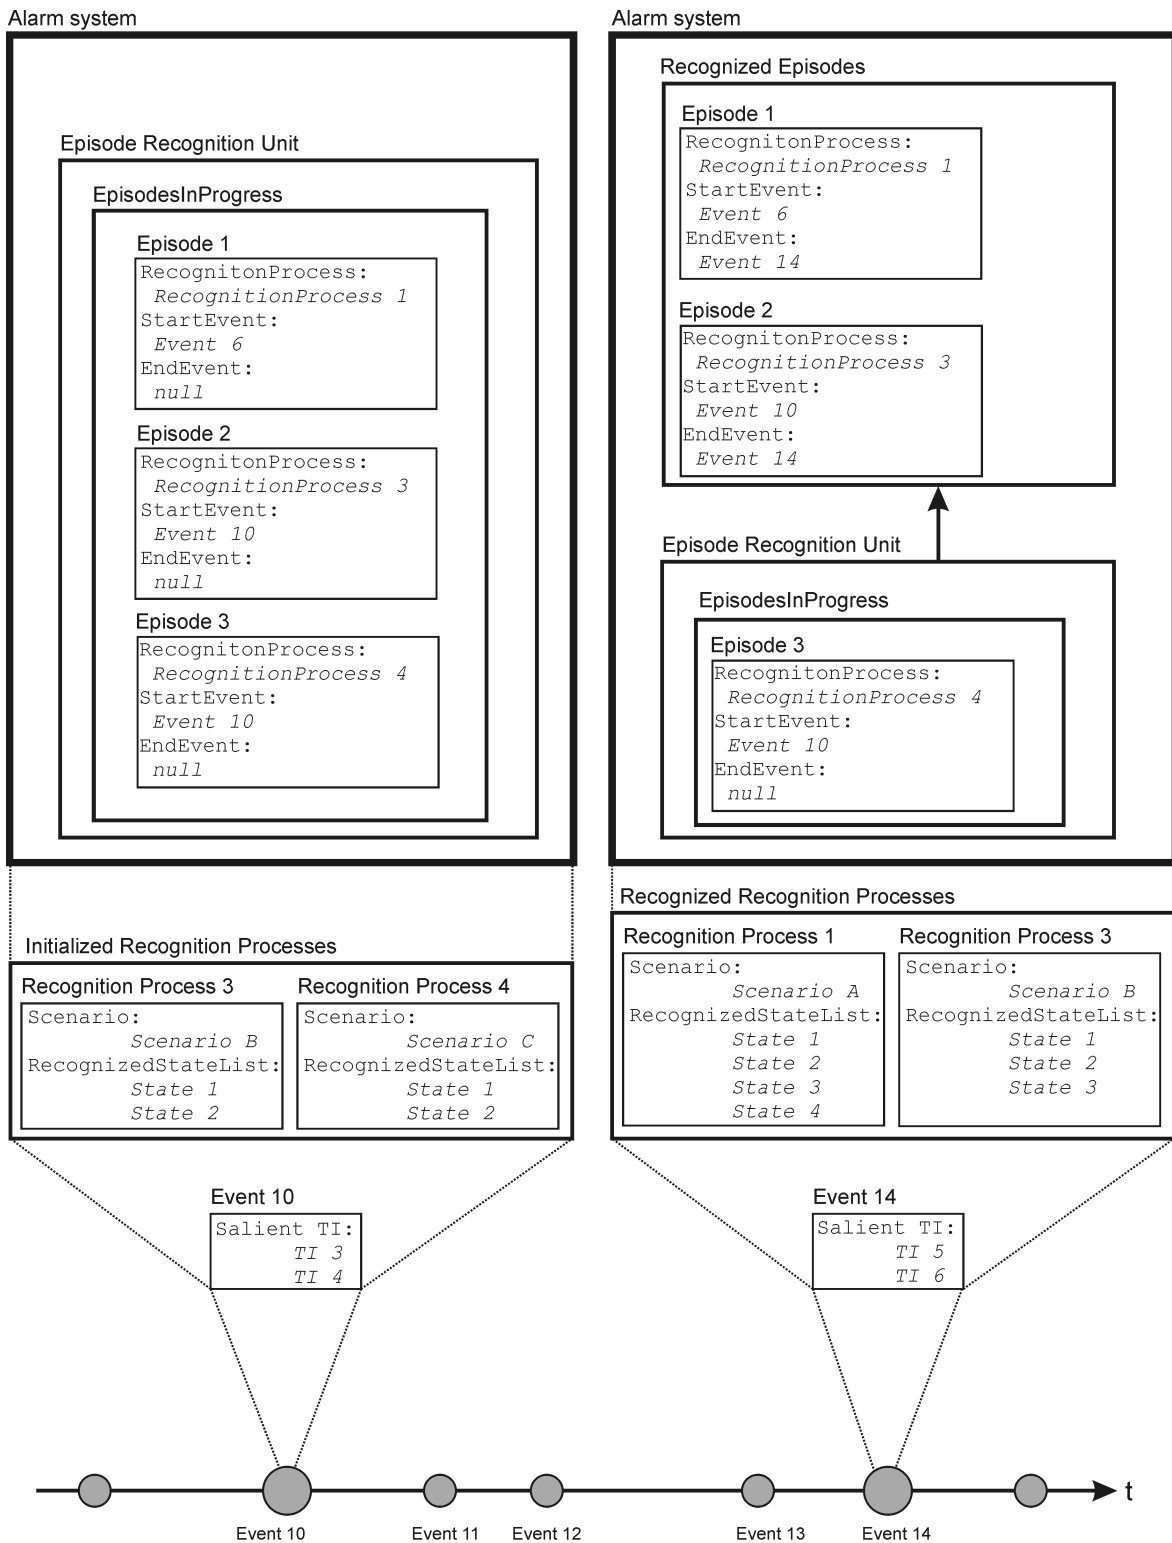 Alarm system
Episode Recognition Unit
EpisodesInProgress
Episode 1
RecognitonProcess:
RecognitionProcess 1
StartEvent:
Event 6
EndEvent:
null
Episode 2
RecognitonProcess:
RecognitionProcess 3
StartEvent:
Event 10
EndEvent:
null
Episode 3
RecognitonProcess:
RecognitionProcess 4
StartEvent:
Event 10
EndEvent:
null
Initialized Recognition Processes
Recognition Process 3
Scenario:
Scenario B
RecognizedStateList:
State 1
State 2
Recognition Process 4
Scenario:
Scenario C
RecognizedStateList:
State 1
State 2
Event 10
Salient TI:
TI 3
TI 4
Alarm system
Recognized Episodes
Episode 1
RecognitonProcess:
RecognitionProcess 1
StartEvent:
Event 6
EndEvent:
Event 14
Episode 2
RecognitonProcess:
RecognitionProcess 3
StartEvent:
Event 10
EndEvent:
Event 14
Episode Recognition Unit
EpisodesInProgress
Episode 3
RecognitonProcess:
RecognitionProcess 4
StartEvent:
Event 10
EndEvent:
null
Recognized Recognition Processes
Recognition Process 1
Scenario:
Scenario A
RecognizedStateList:
State 1
State 2
State 3
State 4
Recognition Process 3
Scenario:
Scenario B
RecognizedStateList:
State 1
State 2
State 3
Event 14
Salient TI:
TI 5
TI 6
t
Event 10
Event 11
Event 12
Event 13
Event 14